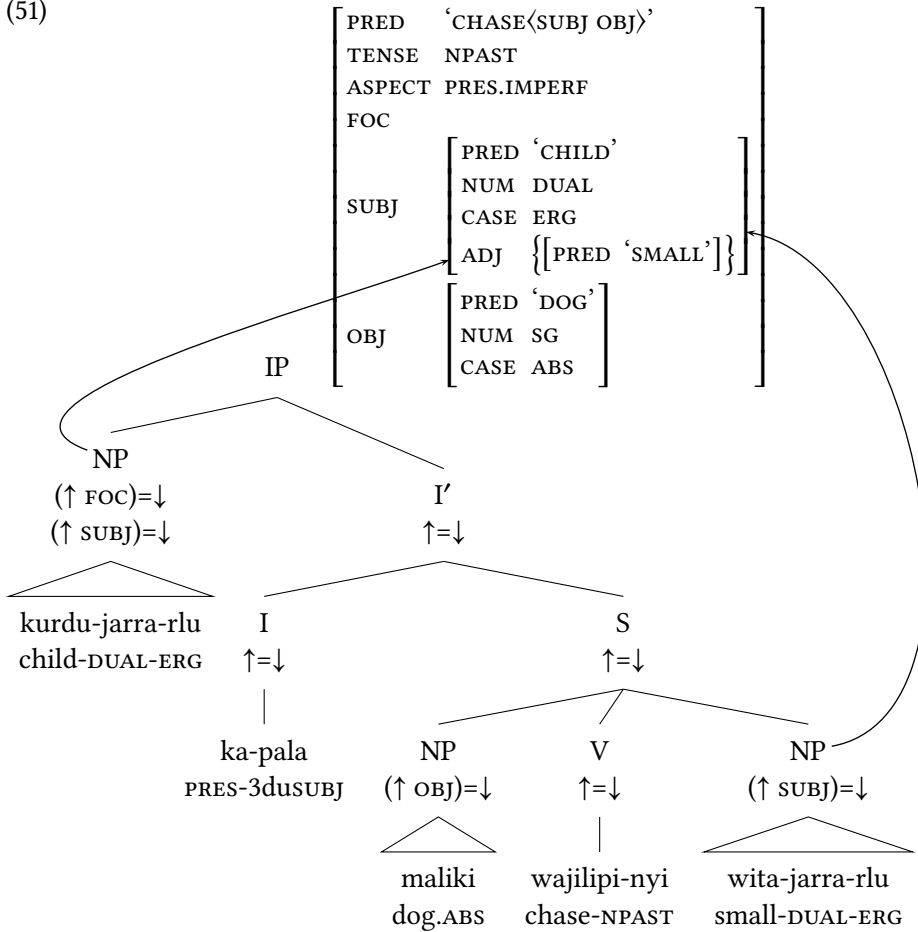 (51)
PRED ‘CHASE⟨SUBJ OBJ⟩’
TENSE NPAST
ASPECT PRES.IMPERF
FOC
SUBJ
PRED ‘CHILD’
NUM DUAL
CASE ERG
ADJ {[PRED ‘SMALL’]}
OBJ
PRED ‘DOG’
NUM SG
CASE ABS
IP
NP
(↑ FOC)=↓
(↑ SUBJ)=↓
I′
↑=↓
kurdu-jarra-rlu
child-DUAL-ERG
I
↑=↓
S
↑=↓
ka-pala
PRES-3duSUBJ
NP
(↑ OBJ)=↓
V
↑=↓
NP
(↑ SUBJ)=↓
maliki
dog.ABS
wajilipi-nyi
chase-NPAST
wita-jarra-rlu
small-DUAL-ERG